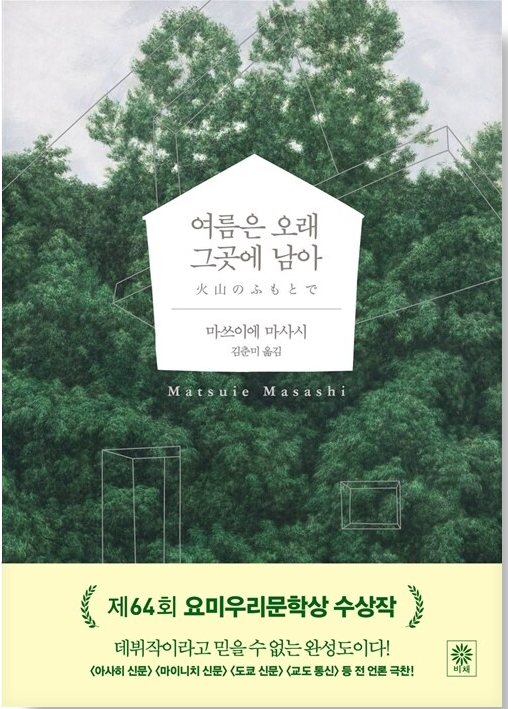 여름은 오래
그곳에 남아
火山のふもとで
마쓰이에 마사시
김춘미 옮김
Matsuie Masashi
제64회 요미우리문학상 수상작
데뷔작이라고 믿을 수 없는 완성도이다!
〈아사히 신문〉 〈마이니치 신문〉 〈도쿄 신문〉 〈교도 통신〉 등 전 언론 극찬!
비채